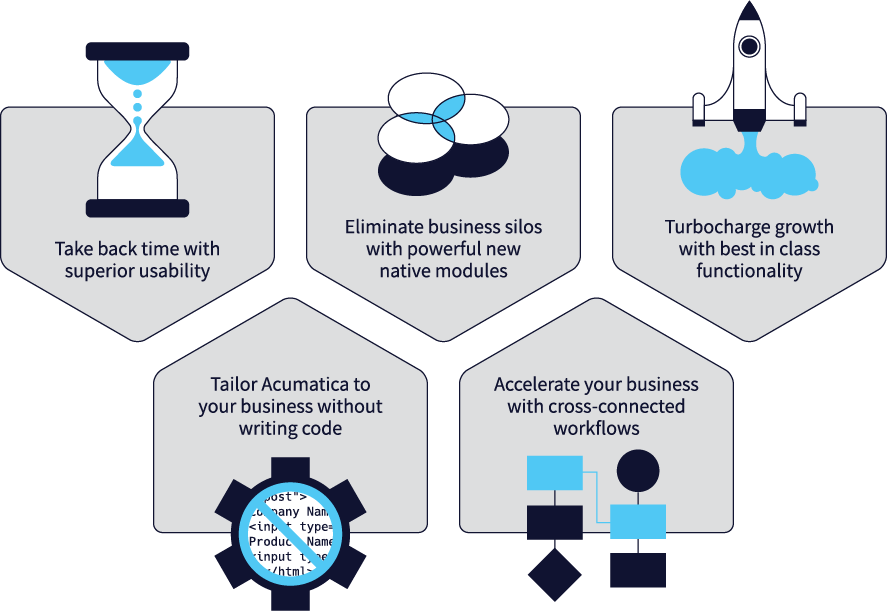 Take back time with
superior usability
Eliminate business silos
with powerful new
native modules
Turbocharge growth
with best in class
functionality
Tailor Acumatica to
your business without
writing code
post">
Company Name
<input type=
Product Name
<input type
</html>
Accelerate your business
with cross-connected
workflows